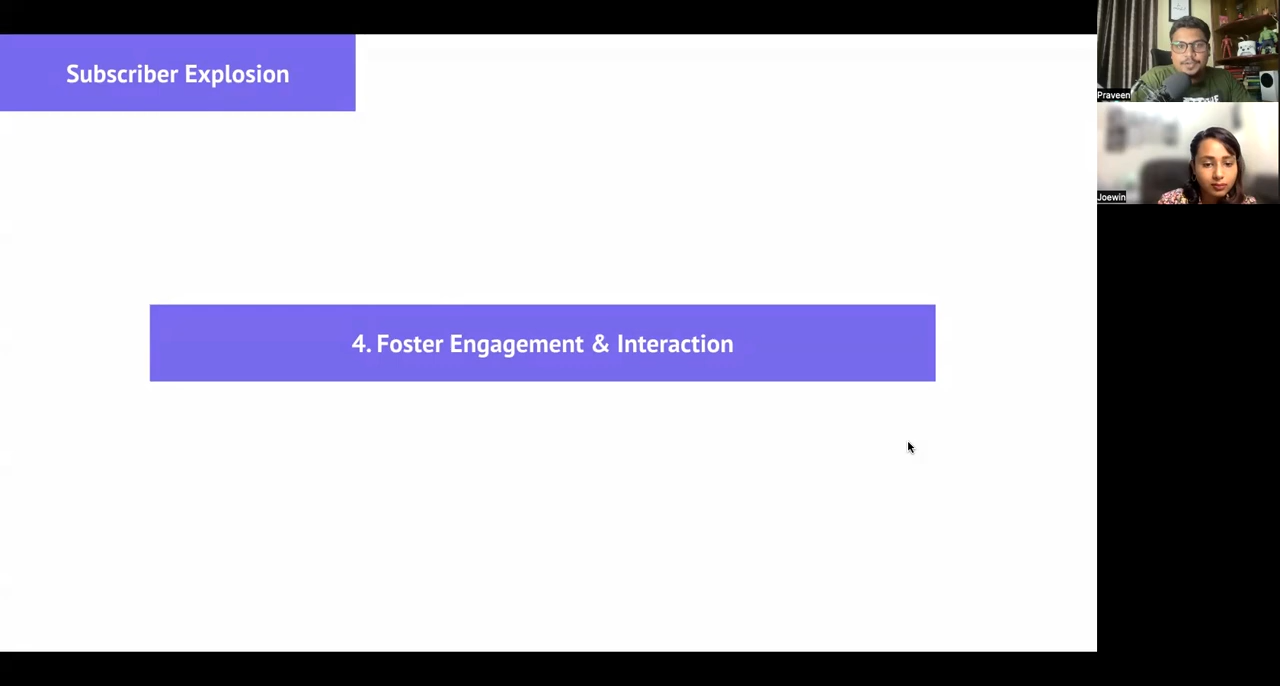 Subscriber Explosion
Praveen
Joewin
4. Foster Engagement & Interaction